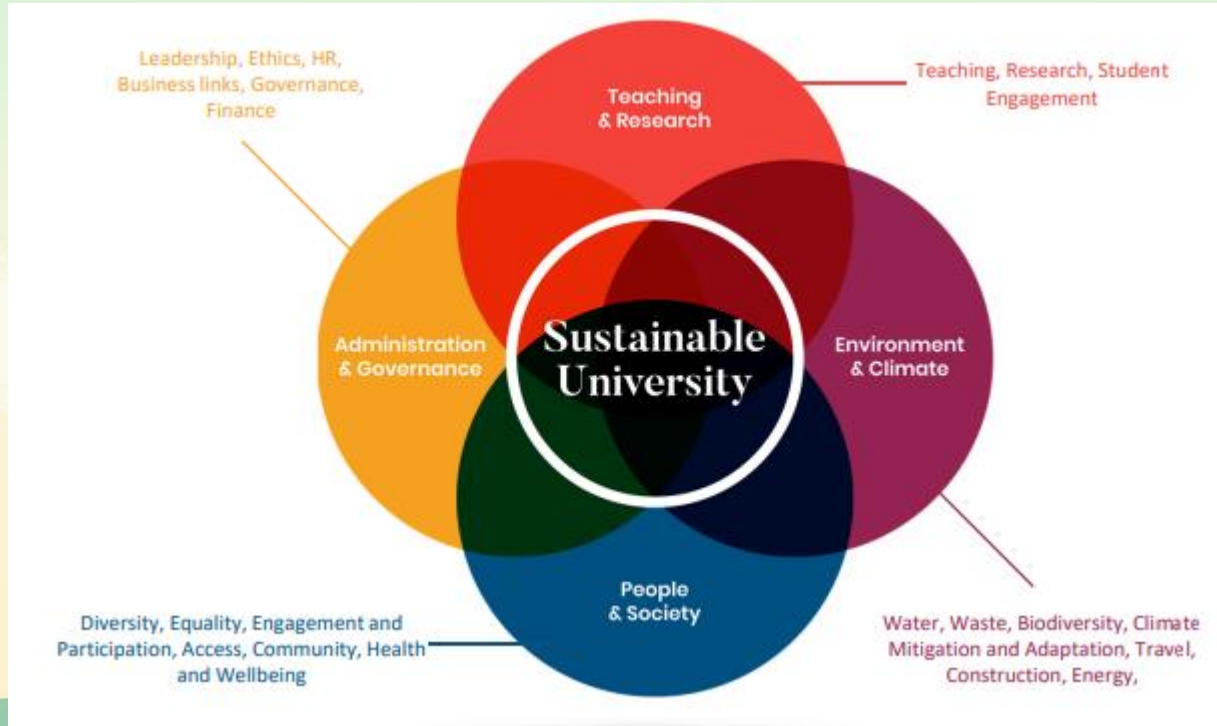 Leadership, Ethics, HR,
Business links, Governance,
Finance
Teaching
& Research
Teaching, Research, Student
Engagement
Administration
& Governance
Sustainable
University
Environment
& Climate
People
& Society
Diversity, Equality, Engagement and
Participation, Access, Community, Health
and Wellbeing
Water, Waste, Biodiversity, Climate
Mitigation and Adaptation, Travel,
Construction, Energy,